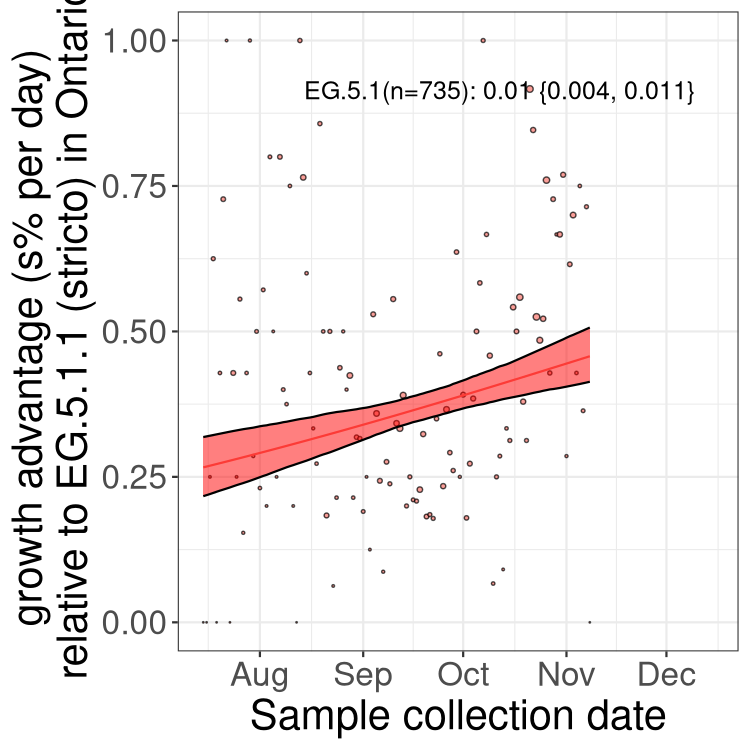 growth advantage (s% per day)
relative to EG.5.1.1 (stricto) in Ontario
1.00
0.75
0.50
0.25
0.00
EG.5.1(n=735): 0.01 {0.004, 0.011}
Aug Sep Oct Nov Dec
Sample collection date